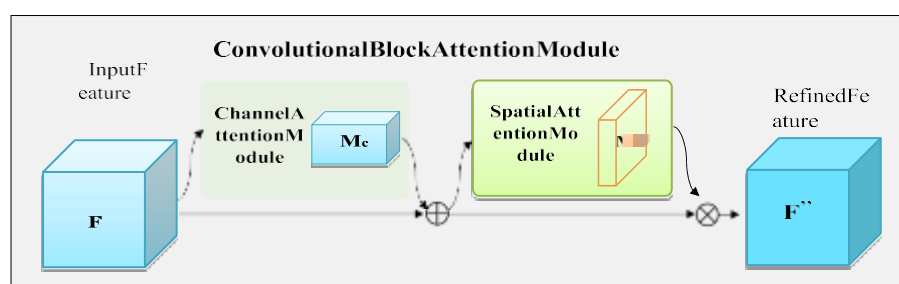 ConvolutionalBlockAttentionModule
InputF
eature
ChannelA
ttentionM
odule
Mc
SpatialAtt
entionMo
dule
RefinedFe
ature
F
F’’